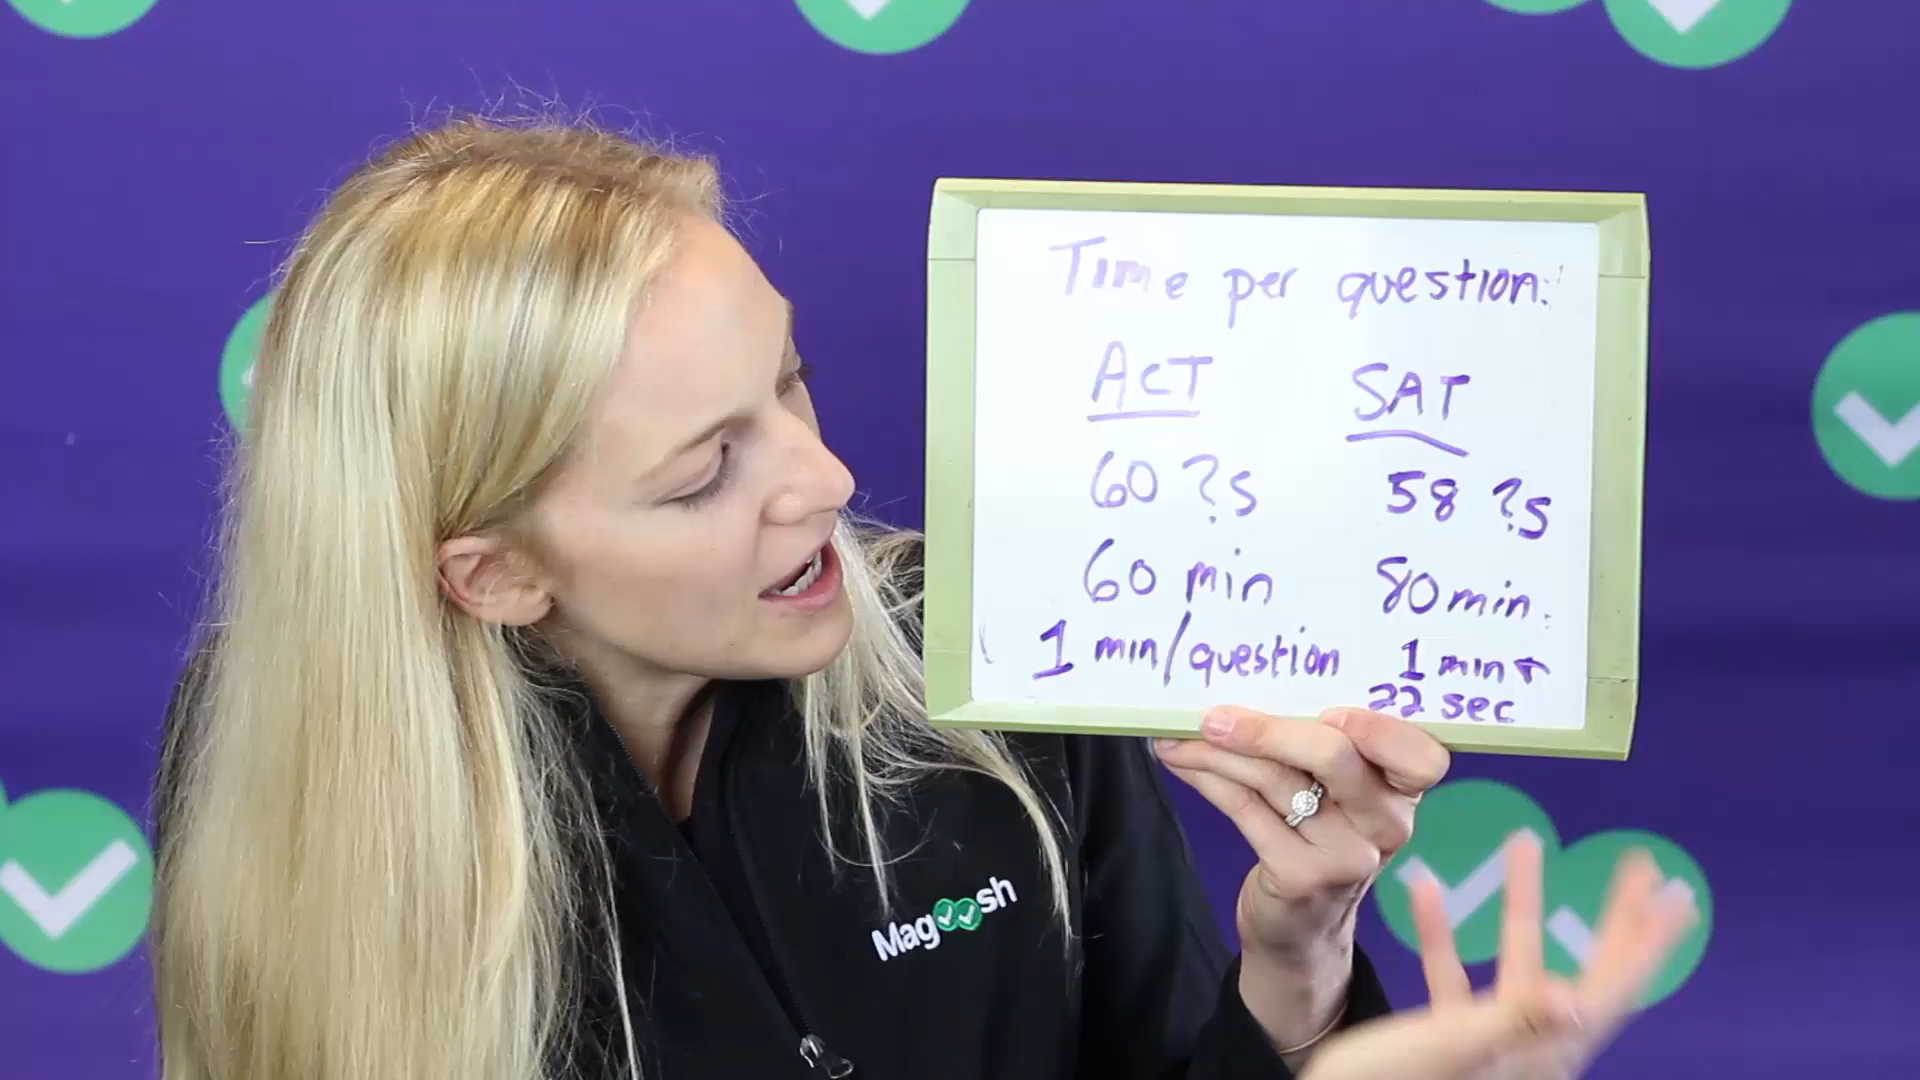 Time per question:
ACT
SAT
60 ?s
58 ?s
60 min
80 min.
1 min/question
1 min +
22 sec
Magoosh